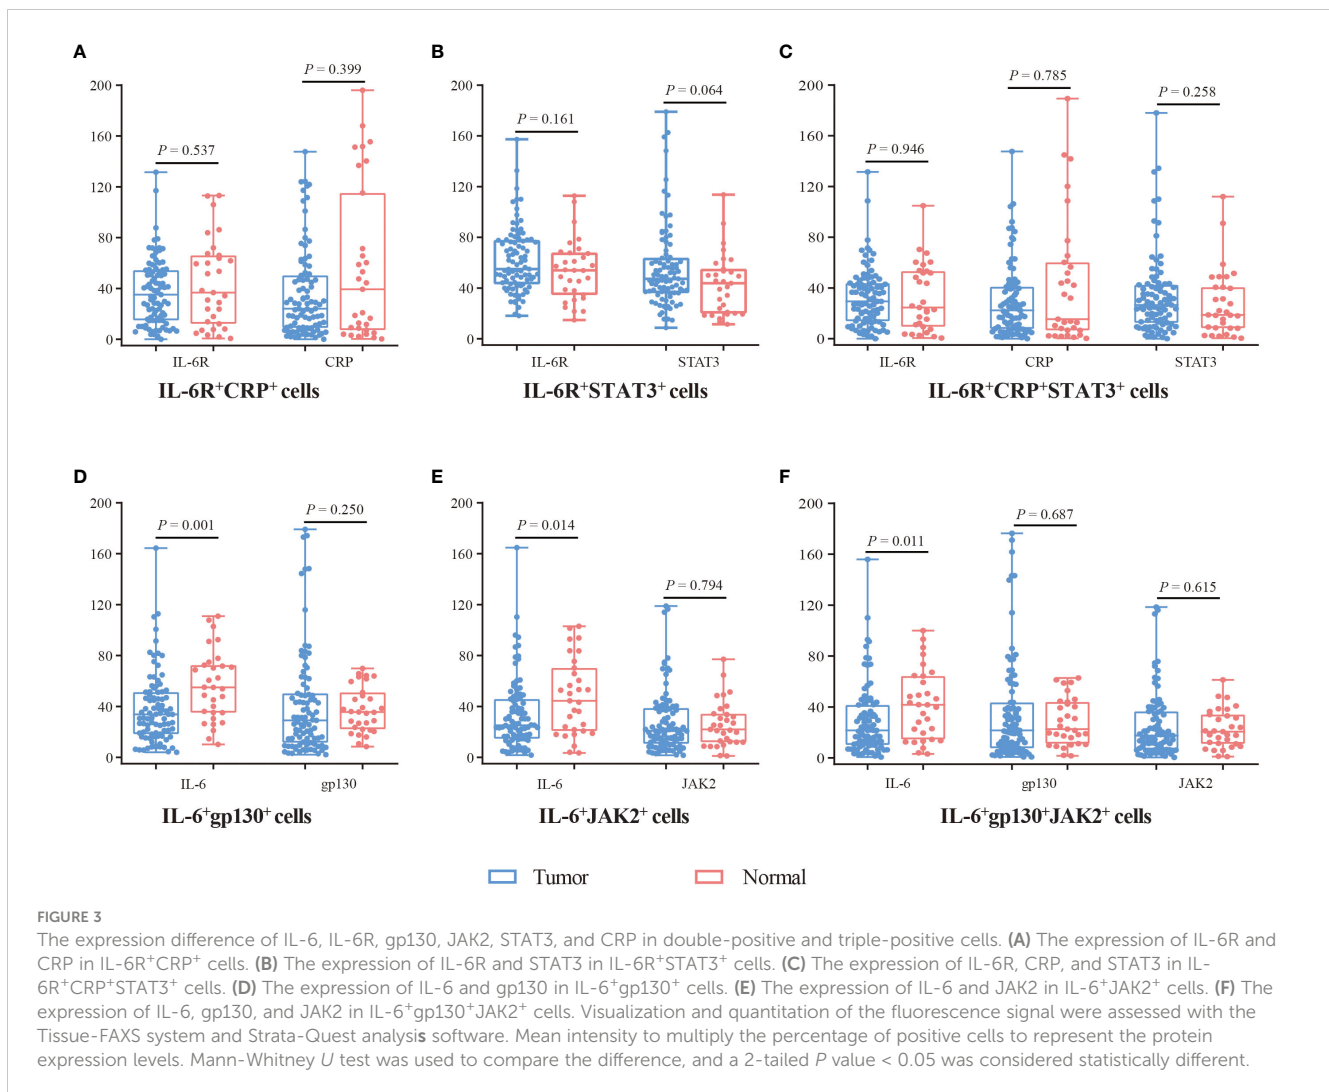 A
P = 0.399
P = 0.537
200
160
120
80
40
0
IL-6R
CRP
IL-6R⁺CRP⁺ cells
B
P = 0.064
P = 0.161
200
160
120
80
40
0
IL-6R
STAT3
IL-6R⁺STAT3⁺ cells
C
P = 0.785
P = 0.258
P = 0.946
200
160
120
80
40
0
IL-6R
CRP
STAT3
IL-6R⁺CRP⁺STAT3⁺ cells
D
P = 0.001
P = 0.250
200
160
120
80
40
0
IL-6
gp130
IL-6⁺gp130⁺ cells
E
P = 0.014
P = 0.794
200
160
120
80
40
0
IL-6
JAK2
IL-6⁺JAK2⁺ cells
F
P = 0.687
P = 0.011
P = 0.615
200
160
120
80
40
0
IL-6
gp130
JAK2
IL-6⁺gp130⁺JAK2⁺ cells
Tumor
Normal
FIGURE 3
The expression difference of IL-6, IL-6R, gp130, JAK2, STAT3, and CRP in double-positive and triple-positive cells. (A) The expression of IL-6R and
CRP in IL-6R⁺CRP⁺ cells. (B) The expression of IL-6R and STAT3 in IL-6R⁺STAT3⁺ cells. (C) The expression of IL-6R, CRP, and STAT3 in IL-
6R⁺CRP⁺STAT3⁺ cells. (D) The expression of IL-6 and gp130 in IL-6⁺gp130⁺ cells. (E) The expression of IL-6 and JAK2 in IL-6⁺JAK2⁺ cells. (F) The
expression of IL-6, gp130, and JAK2 in IL-6⁺gp130⁺JAK2⁺ cells. Visualization and quantitation of the fluorescence signal were assessed with the
Tissue-FAXS system and Strata-Quest analysis software. Mean intensity to multiply the percentage of positive cells to represent the protein
expression levels. Mann-Whitney U test was used to compare the difference, and a 2-tailed P value < 0.05 was considered statistically different.